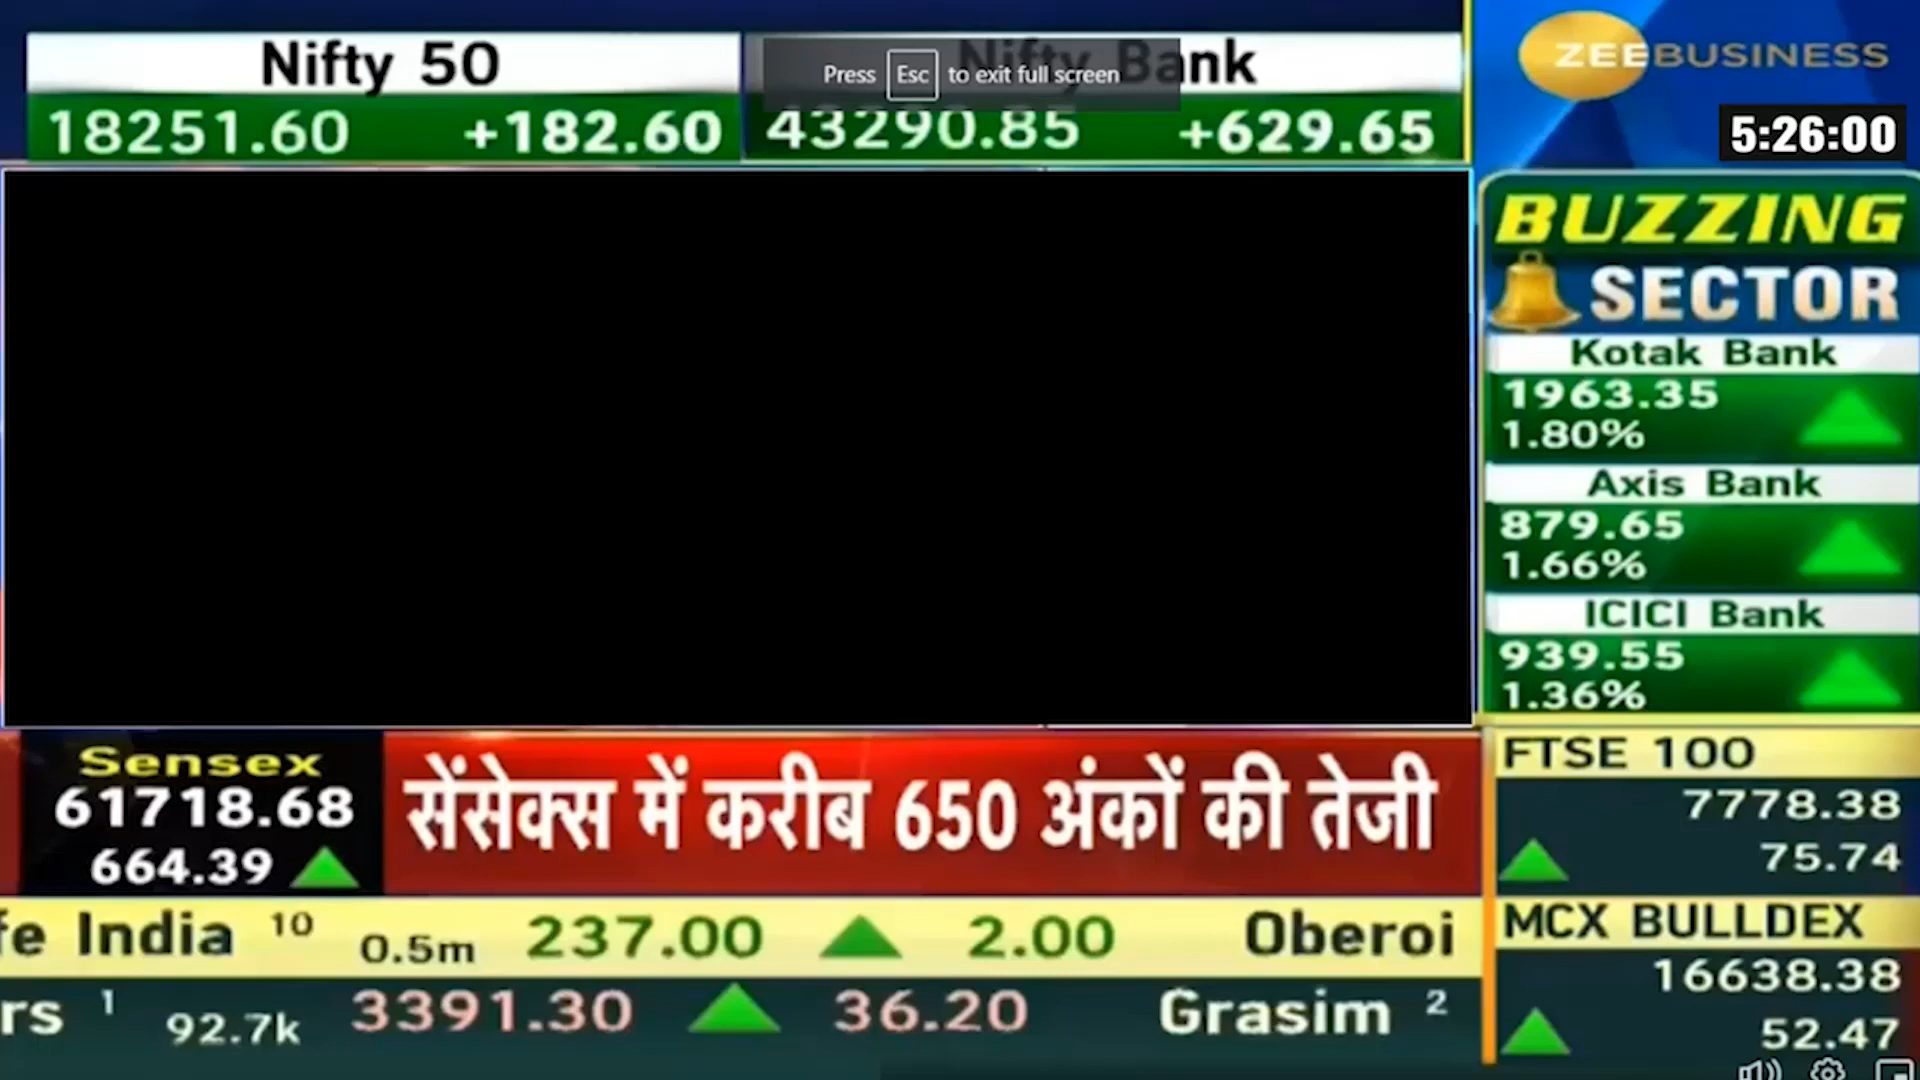 Nifty 50
18251.60 +182.60
Nifty Bank
43290.85 +629.65
Press Esc to exit full screen
ZEEBUSINESS
5:26:00
BUZZING
SECTOR
Kotak Bank
1963.35
1.80%
Axis Bank
879.65
1.66%
ICICI Bank
939.55
1.36%
Sensex
61718.68
664.39
सेंसेक्स में करीब 650 अंकों की तेजी
FTSE 100
7778.38
75.74
MCX BULLDEX
16638.38
52.47
fe India 10 0.5m 237.00 2.00 Oberoi
rs 1 92.7k 3391.30 36.20 Grasim 2